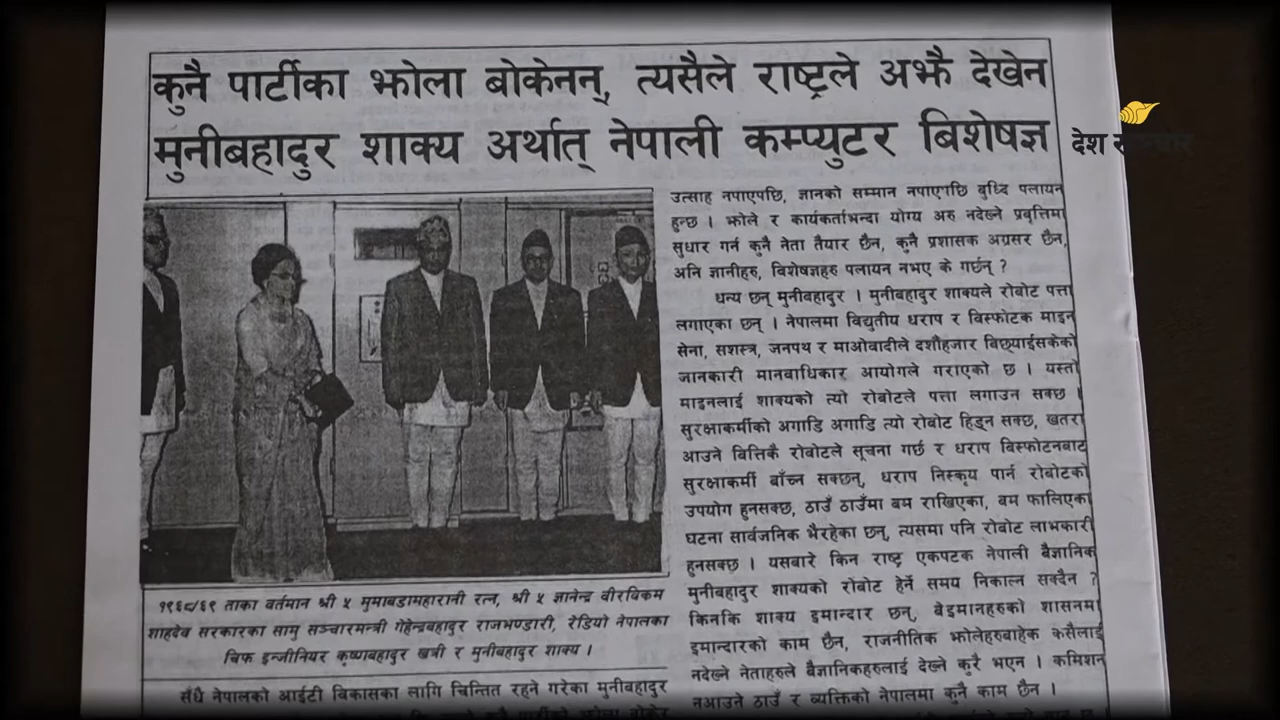 कुनै पार्टीका झोला बोकेनन्, त्यसैले राष्ट्रले अझै देखेन
मुनीबहादुर शाक्य अर्थात् नेपाली कम्प्युटर बिशेषज्ञ
देश
१९६८/६९ ताका बर्तमान श्री ५ मुमाबडामहारानी रत्न, श्री ५ ज्ञानेन्द्र वीरविक्रम
शाहदेव सरकारका सामु सञ्चारमन्त्री गेहेन्द्रबहादुर राजभण्डारी, रेडियो नेपालका
चिफ इन्जीनियर कृष्णबहादुर खत्री र मुनीबहादुर शाक्य ।
सँधै नेपालको आईटी विकासका लागि चिन्तित रहने गरेका मुनीबहादुर
उत्साह नपाएपछि, ज्ञानको सम्मान नपाएपछि बुध्दि पलायन
हुन्छ । झोले र कार्यकर्ताभन्दा योग्य अरु नदेख्ने प्रवृत्तिमा
सुधार गर्न कुनै नेता तैयार छैन, कुनै प्रशासक अग्रसर छैन,
अनि ज्ञानीहरु, विशेषज्ञहरु पलायन नभए के गर्छन् ?
धन्य छन् मुनीबहादुर । मुनीबहादुर शाक्यले रोबोट पत्ता
लगाएका छन् । नेपालमा विद्युतीय धराप र बिस्फोटक माइन
सेना, सशस्त्र, जनपथ र माओवादीले दशौहजार बिछ्याईसकेको
जानकारी मानवाधिकार आयोगले गराएको छ । यस्तो
माइनलाई शाक्यको त्यो रोबोटले पत्ता लगाउन सक्छ ।
सुरक्षाकर्मीको अगाडि अगाडि त्यो रोबोट हिड्न सक्छ, खतरा
आउने बित्तिकै रोबोटले सूचना गर्छ र धराप बिस्फोटनबाट
सुरक्षाकर्मी बाँच्न सक्छन्, धराप निस्कृय पार्न रोबोटको
उपयोग हुनसक्छ, ठाउँ ठाउँमा बम राखिएका, बम फालिएका
घटना सार्वजनिक भैरहेका छन्, त्यसमा पनि रोबोट लाभकारी
हुनसक्छ । यसबारे किन राष्ट्र एकपटक नेपाली बैज्ञानिक
मुनीबहादुर शाक्यको रोबोट हेर्ने समय निकाल्न सक्दैन ?
किनकि शाक्य इमान्दार छन्, बेइमानहरुको शासनमा
इमान्दारको काम छैन, राजनीतिक झोलेहरुबाहेक कसैलाई
नदेख्ने नेताहरुले बैज्ञानिकहरुलाई देख्ने कुरै भएन । कमिशन
नआउने ठाउँ र व्यक्तिको नेपालमा कुनै काम छैन ।